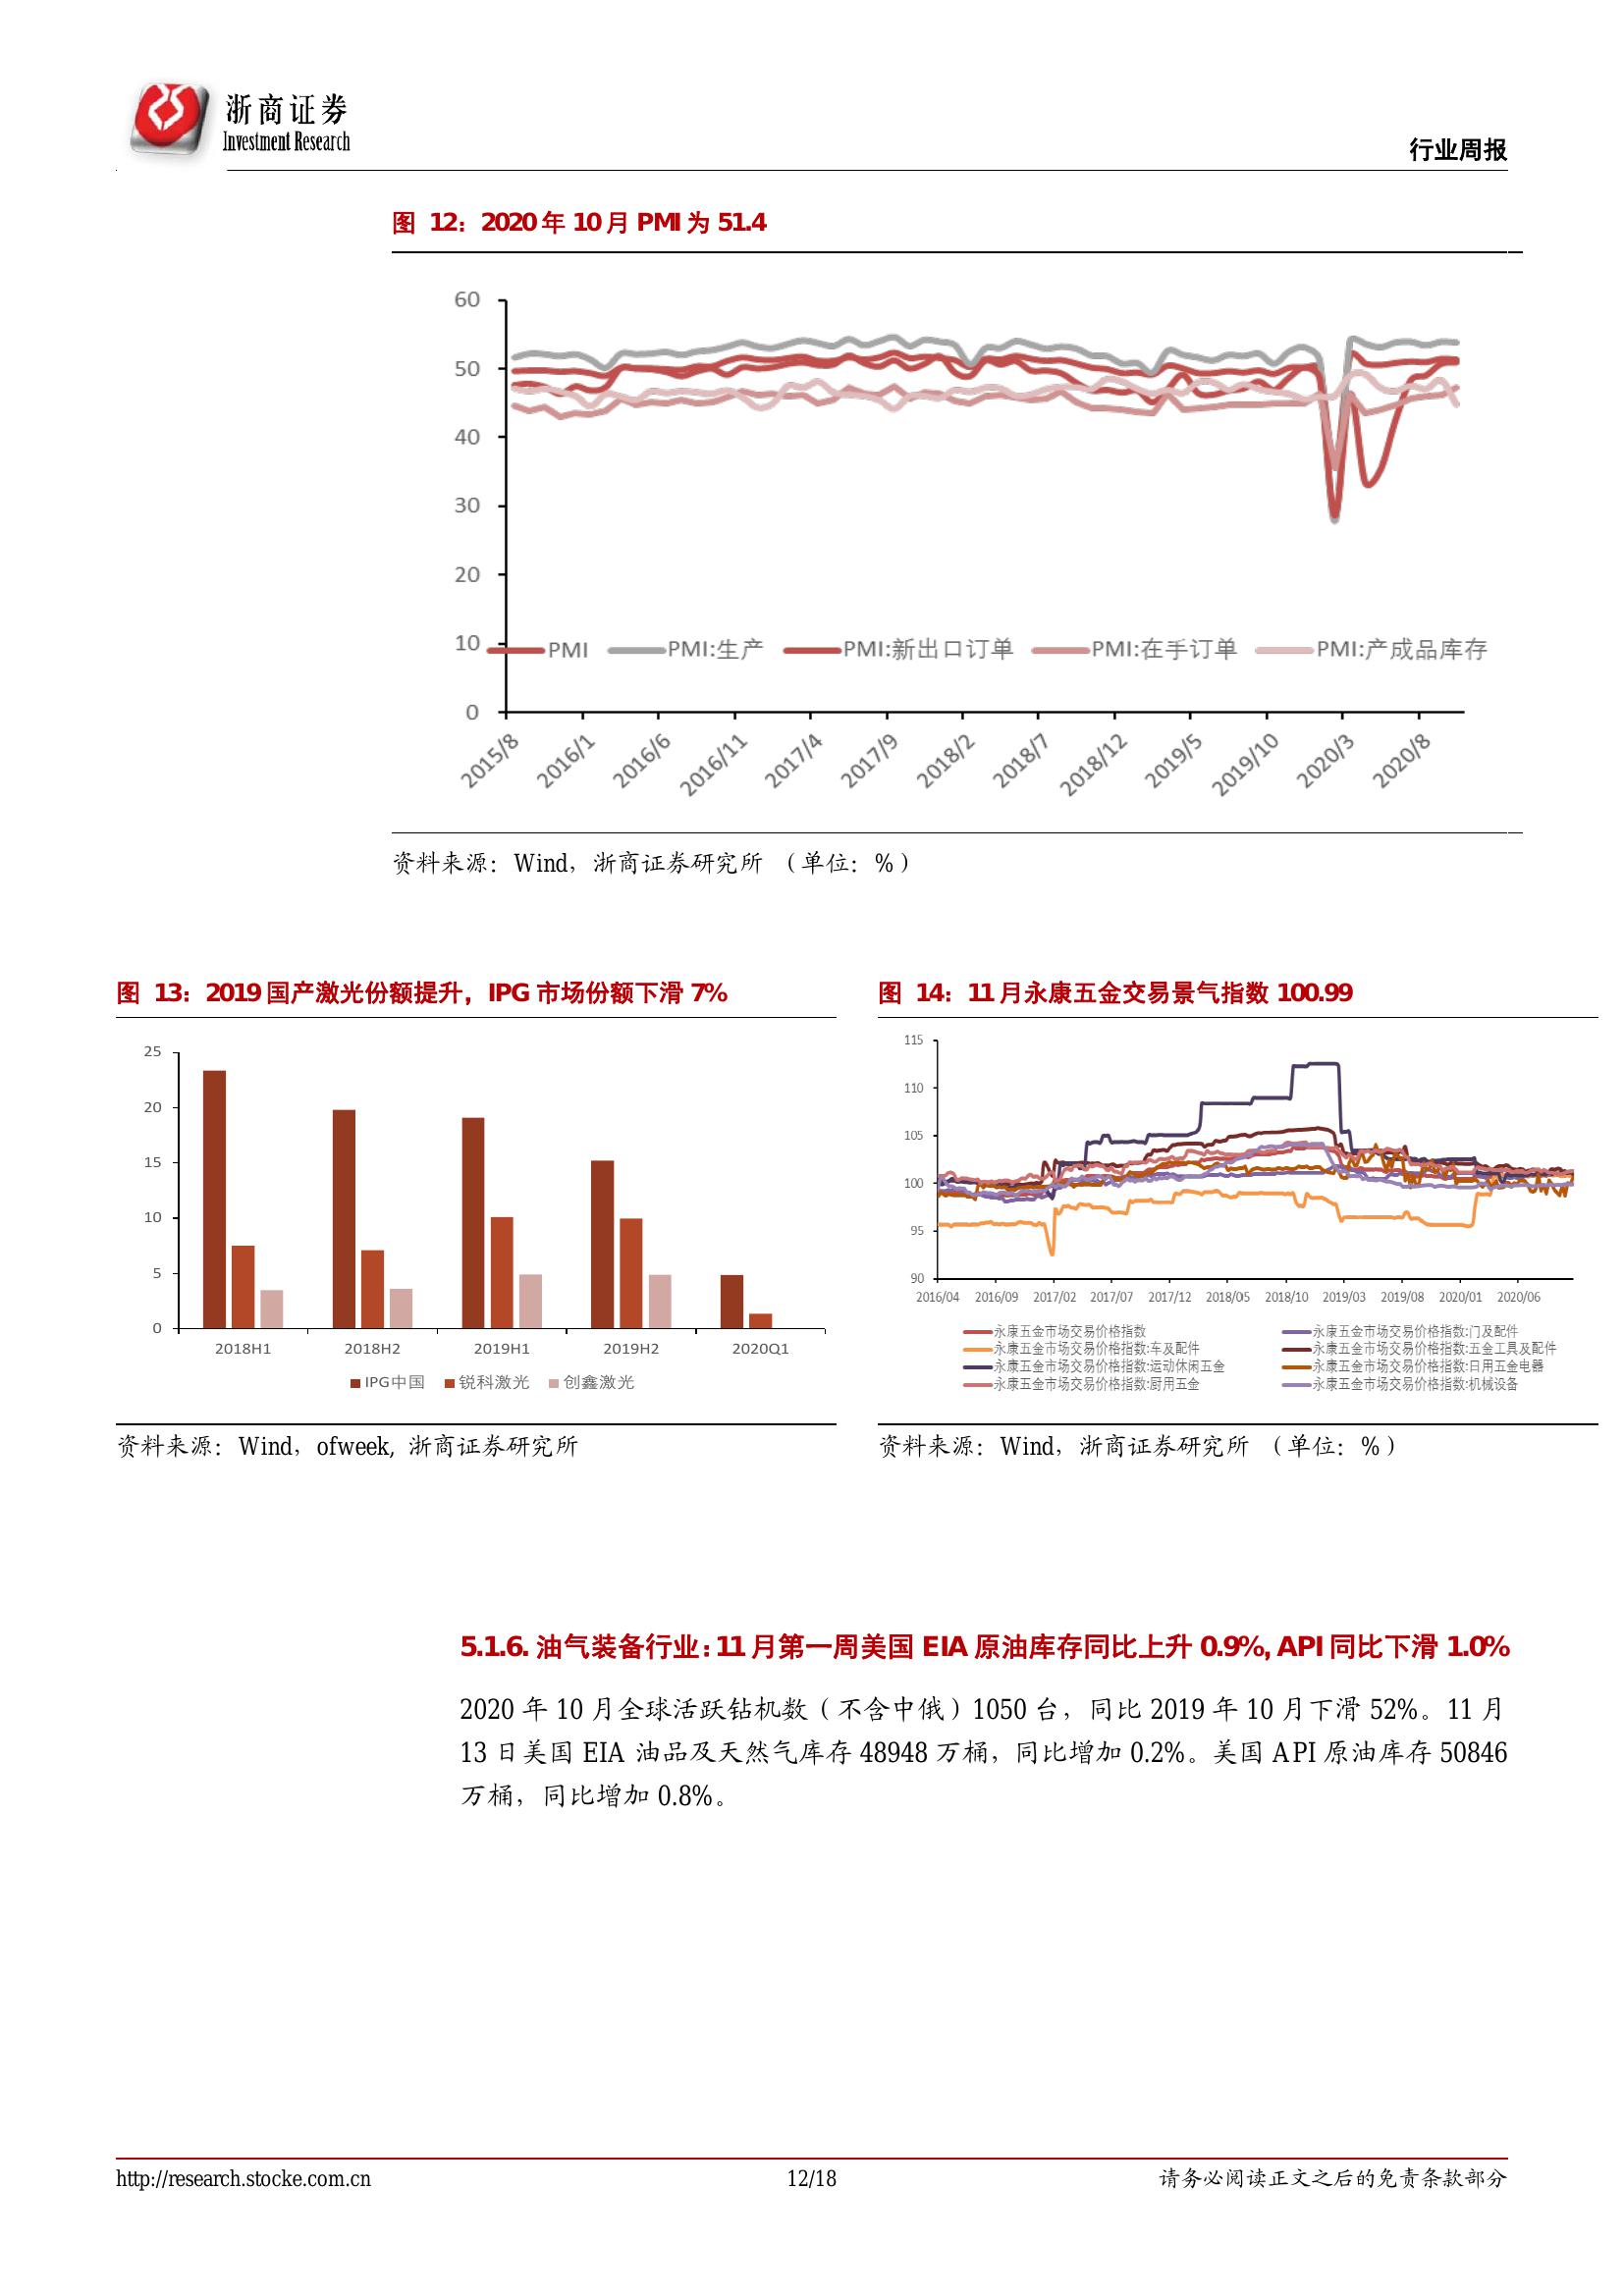 浙商证券
Investment Research
行业周报
图 12：2020 年 10 月 PMI 为 51.4
60
50
40
30
20
10
0
PMI PMI:生产 PMI:新出口订单 PMI:在手订单 PMI:产成品库存
2015/8 2016/1 2016/6 2016/11 2017/4 2017/9 2018/2 2018/7 2018/12 2019/5 2019/10 2020/3 2020/8
资料来源：Wind，浙商证券研究所 （单位：%）
图 13：2019 国产激光份额提升，IPG 市场份额下滑 7%
25
20
15
10
5
0
2018H1 2018H2 2019H1 2019H2 2020Q1
IPG中国 锐科激光 创鑫激光
资料来源：Wind，ofweek, 浙商证券研究所
图 14：11 月永康五金交易景气指数 100.99
115
110
105
100
95
90
2016/04 2016/09 2017/02 2017/07 2017/12 2018/05 2018/10 2019/03 2019/08 2020/01 2020/06
永康五金市场交易价格指数 永康五金市场交易价格指数:门及配件
永康五金市场交易价格指数:车及配件 永康五金市场交易价格指数:五金工具及配件
永康五金市场交易价格指数:运动休闲五金 永康五金市场交易价格指数:日用五金电器
永康五金市场交易价格指数:厨用五金 永康五金市场交易价格指数:机械设备
资料来源：Wind，浙商证券研究所 （单位：%）
5.1.6. 油气装备行业：11 月第一周美国 EIA 原油库存同比上升 0.9%, API 同比下滑 1.0%
2020 年 10 月全球活跃钻机数（不含中俄）1050 台，同比 2019 年 10 月下滑 52%。11 月
13 日美国 EIA 油品及天然气库存 48948 万桶，同比增加 0.2%。美国 API 原油库存 50846
万桶，同比增加 0.8%。
http://research.stocke.com.cn
12/18
请务必阅读正文之后的免责条款部分